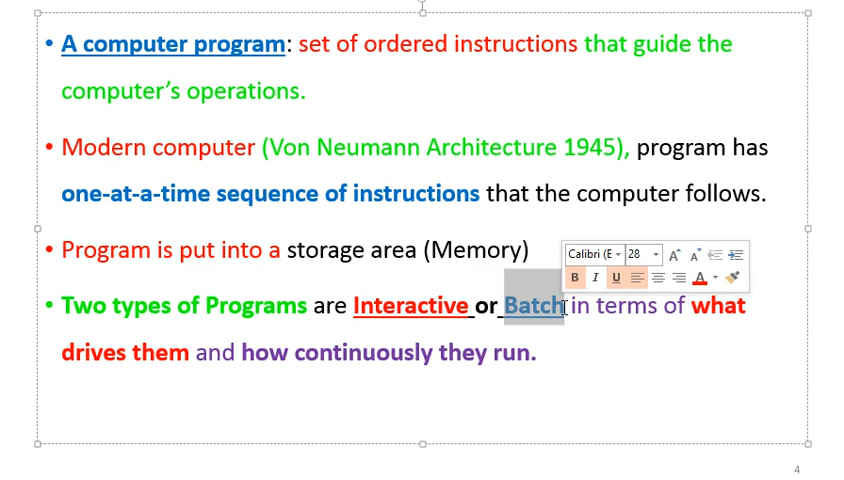 • A computer program: set of ordered instructions that guide the
computer’s operations.
• Modern computer (Von Neumann Architecture 1945), program has
one-at-a-time sequence of instructions that the computer follows.
• Program is put into a storage area (Memory)
Calibri (E 28 A A
B I U A
• Two types of Programs are Interactive or Batch in terms of what
drives them and how continuously they run.
4